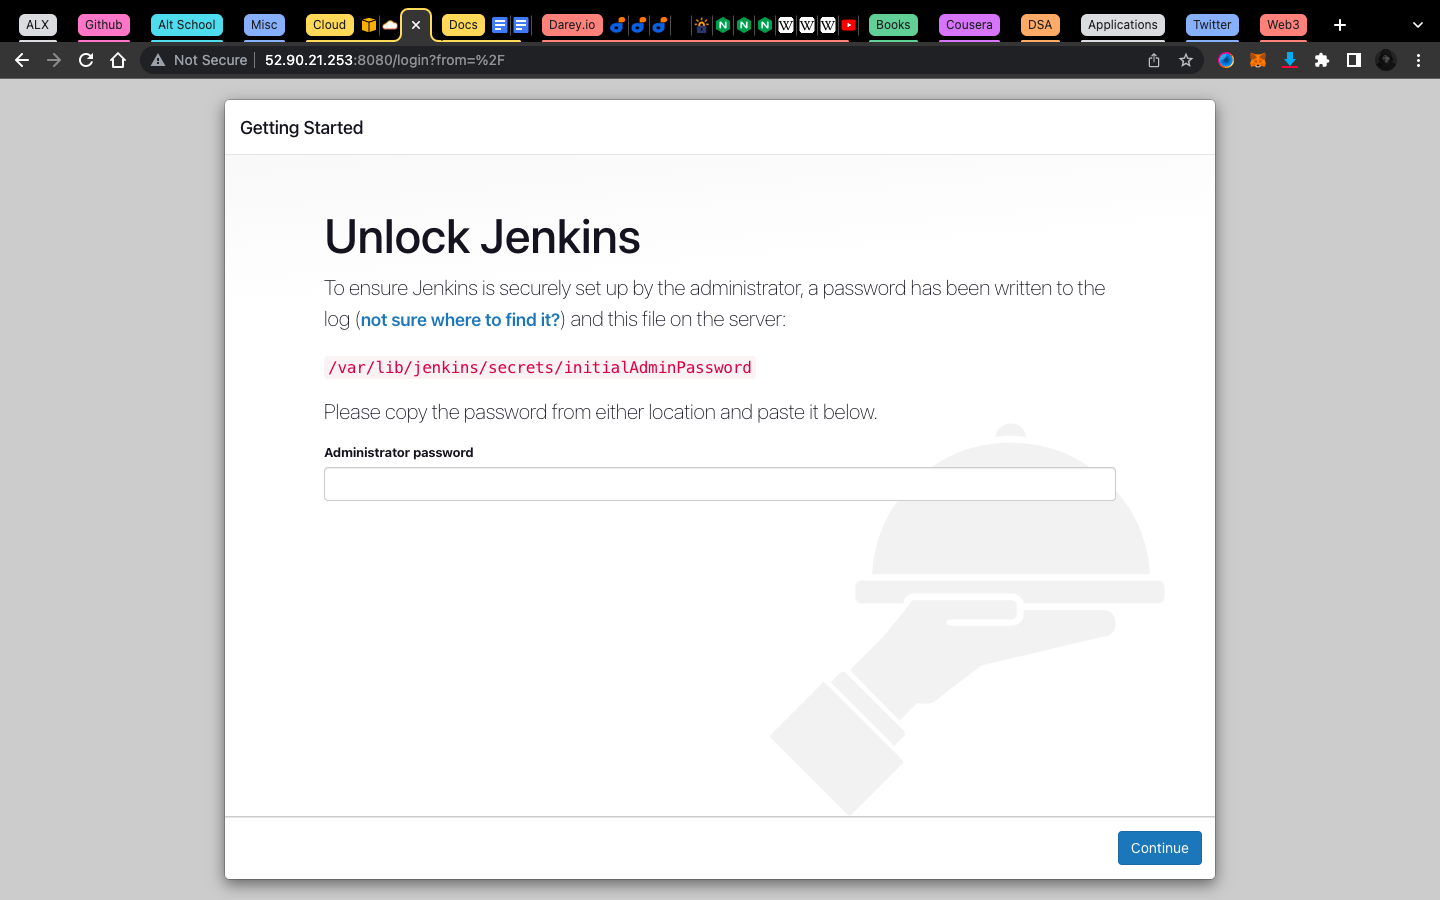 ALX Github Alt School Misc Cloud Docs Darey.io Books Cousera DSA Applications Twitter Web3
Not Secure 52.90.21.253:8080/login?from=%2F
Getting Started
Unlock Jenkins
To ensure Jenkins is securely set up by the administrator, a password has been written to the
log (not sure where to find it?) and this file on the server:
/var/lib/jenkins/secrets/initialAdminPassword
Please copy the password from either location and paste it below.
Administrator password
Continue